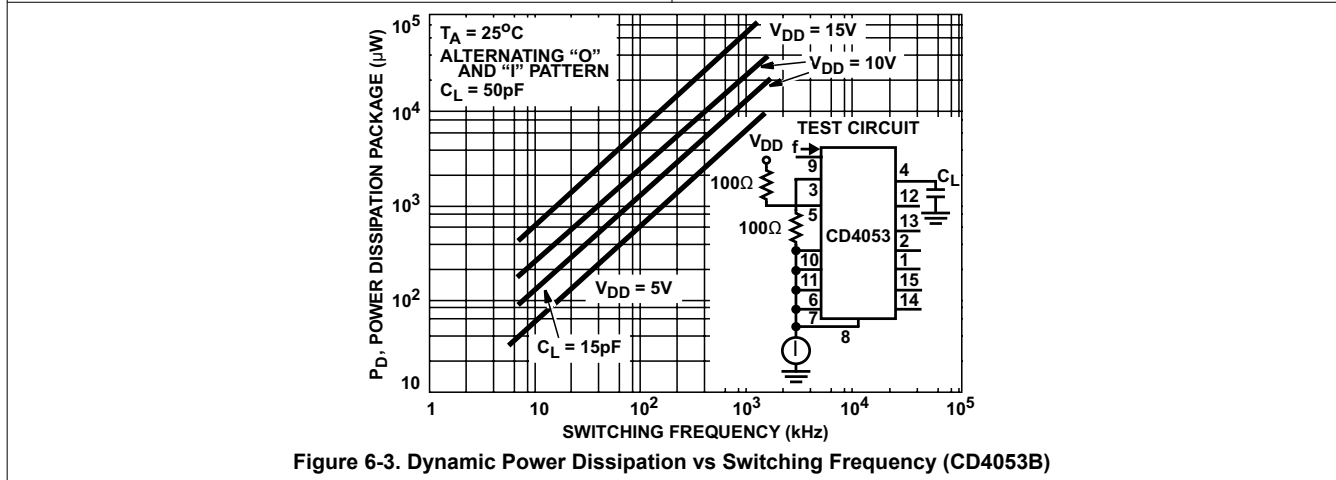 10⁵
10⁴
10³
10²
10
P_D, POWER DISSIPATION PACKAGE (μW)
T_A = 25°C
ALTERNATING “O”
AND “I” PATTERN
C_L = 50pF
V_DD = 15V
V_DD = 10V
V_DD = 5V
C_L = 15pF
TEST CIRCUIT
V_DD
f
100Ω
100Ω
9
3
5
10
11
6
7
8
CD4053
4
12
13
2
1
15
14
C_L
I
1
10
10²
10³
10⁴
10⁵
SWITCHING FREQUENCY (kHz)
Figure 6-3. Dynamic Power Dissipation vs Switching Frequency (CD4053B)